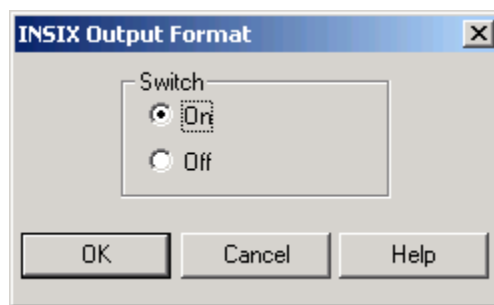 INSIX Output Format
Switch
On
Off
OK Cancel Help